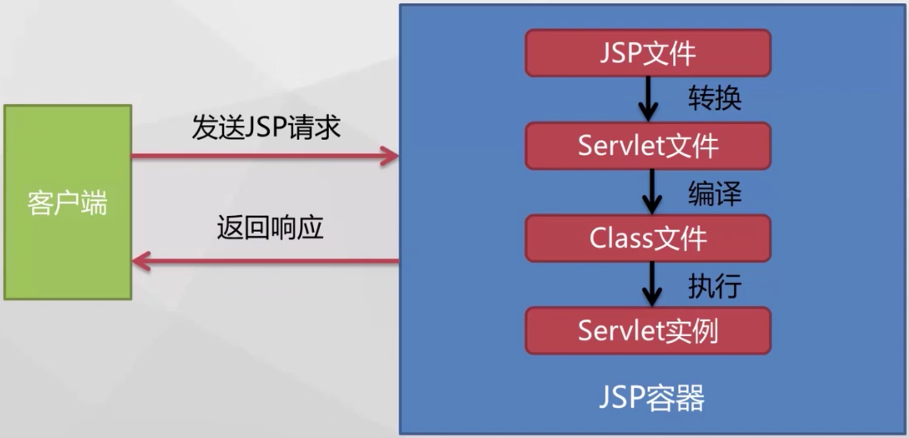 JSP文件
转换
发送JSP请求
Servlet文件
客户端
编译
返回响应
Class文件
执行
Servlet实例
JSP容器